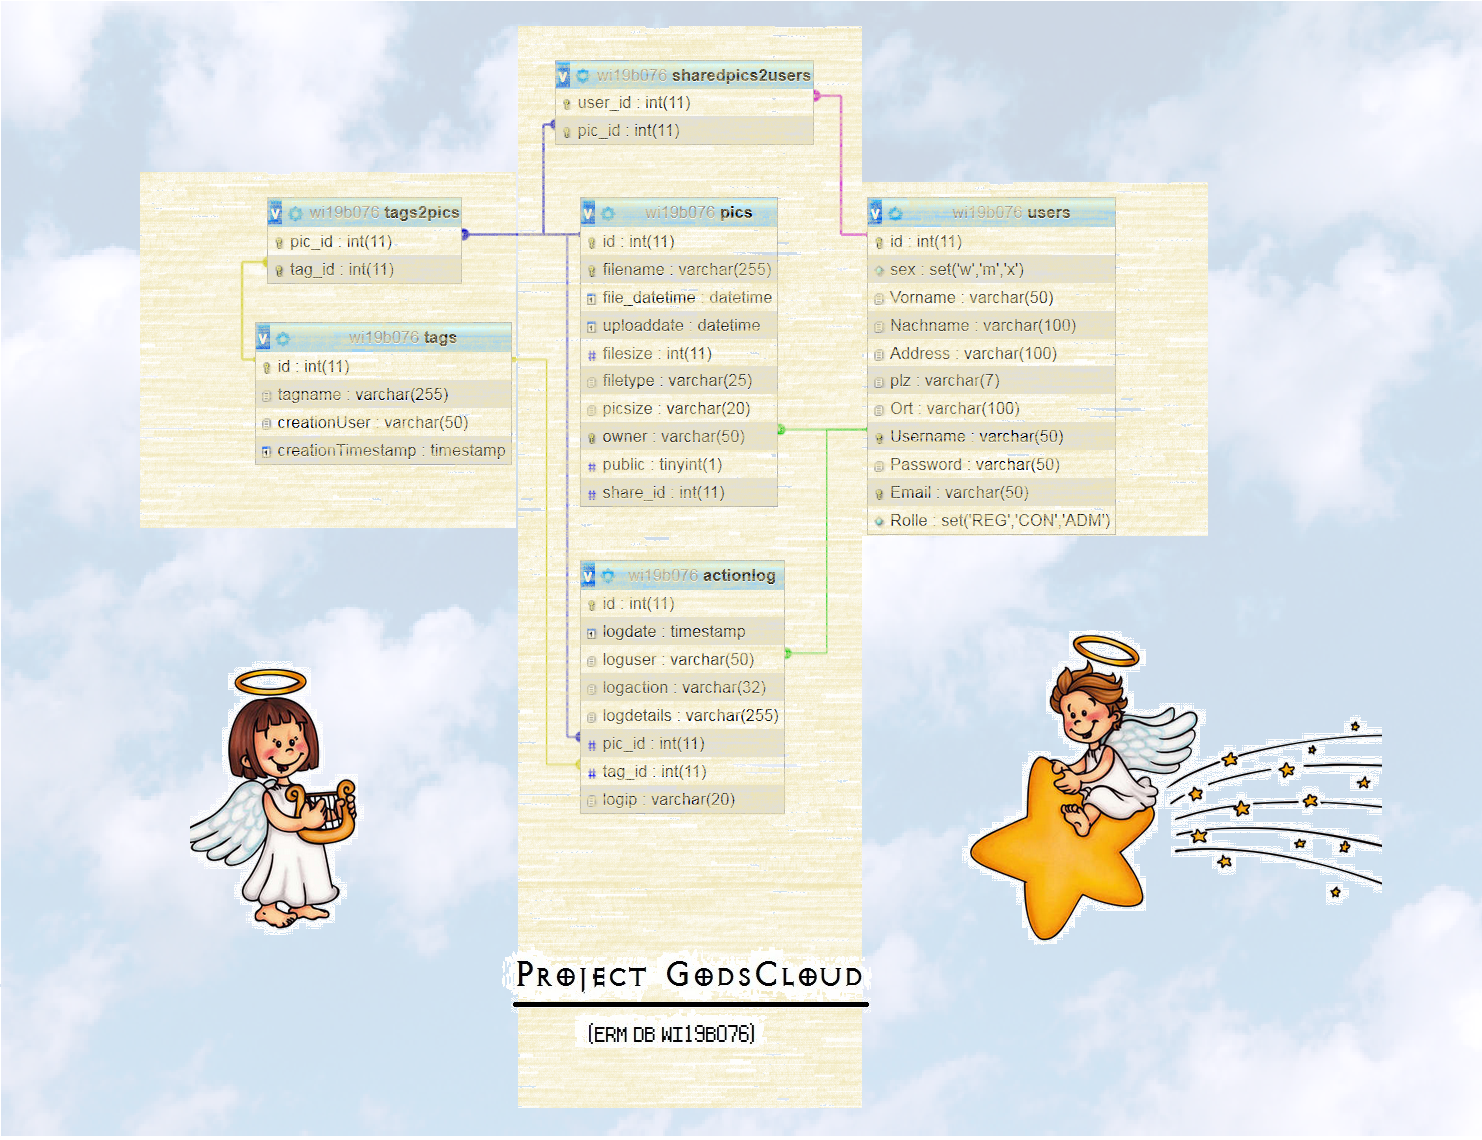 wi19b076 sharedpics2users
user_id : int(11)
pic_id : int(11)
wi19b076 tags2pics
pic_id : int(11)
tag_id : int(11)
wi19b076 tags
id : int(11)
tagname : varchar(255)
creationUser : varchar(50)
creationTimestamp : timestamp
wi19b076 pics
id : int(11)
filename : varchar(255)
file_datetime : datetime
uploaddate : datetime
filesize : int(11)
filetype : varchar(25)
picsize : varchar(20)
owner : varchar(50)
public : tinyint(1)
share_id : int(11)
wi19b076 users
id : int(11)
sex : set('w','m','x')
Vorname : varchar(50)
Nachname : varchar(100)
Address : varchar(100)
plz : varchar(7)
Ort : varchar(100)
Username : varchar(50)
Password : varchar(50)
Email : varchar(50)
Rolle : set('REG','CON','ADM')
wi19b076 actionlog
id : int(11)
logdate : timestamp
loguser : varchar(50)
logaction : varchar(32)
logdetails : varchar(255)
pic_id : int(11)
tag_id : int(11)
logip : varchar(20)
Project GodsCloud
(ERM DB WI19B076)